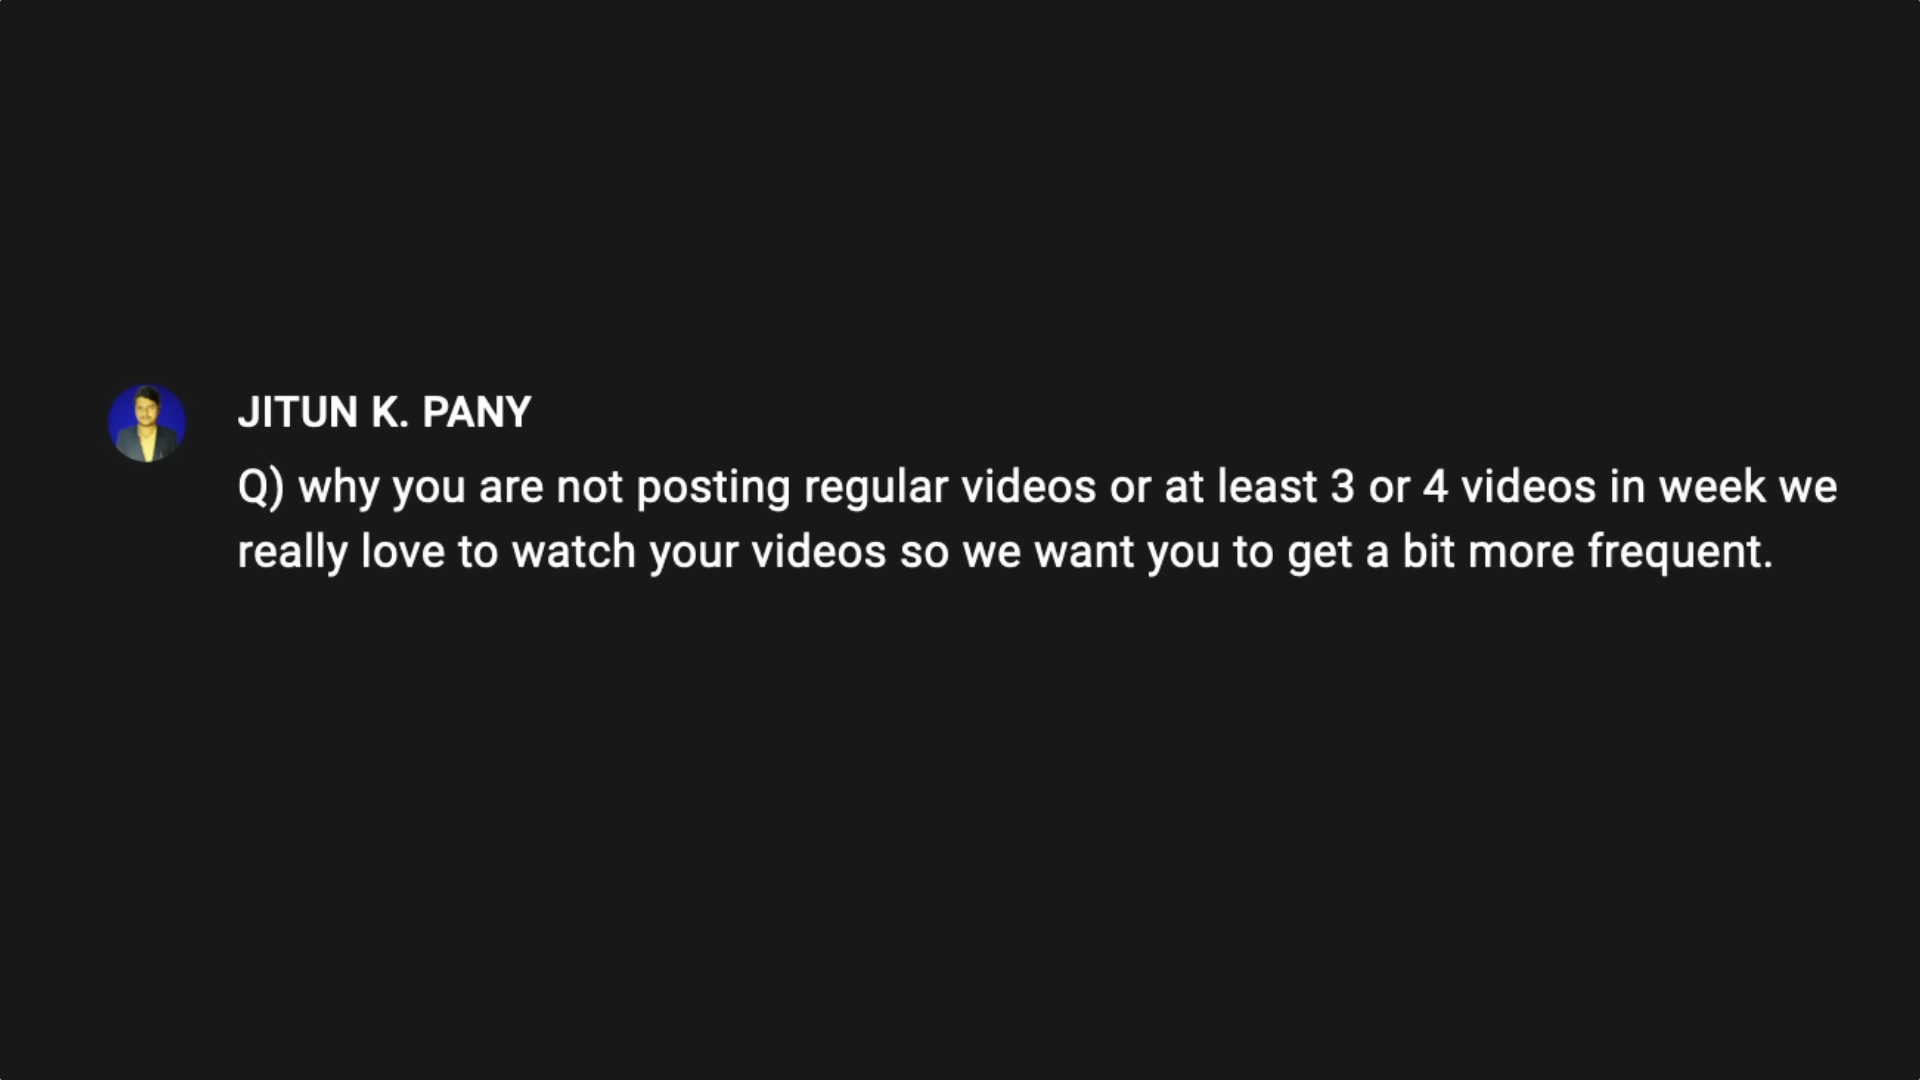 JITUN K. PANY
Q) why you are not posting regular videos or at least 3 or 4 videos in week we
really love to watch your videos so we want you to get a bit more frequent.